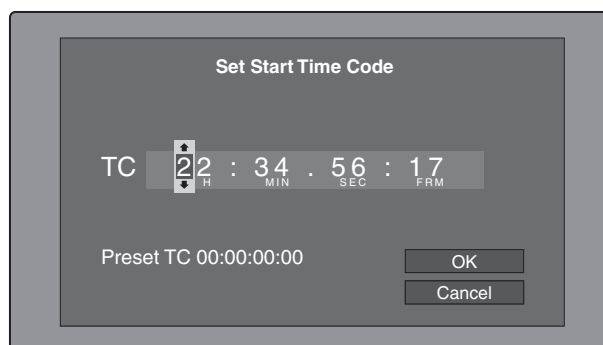 Set Start Time Code
TC 22 : 34 . 56 : 17
H MIN SEC FRM
Preset TC 00:00:00:00
OK
Cancel